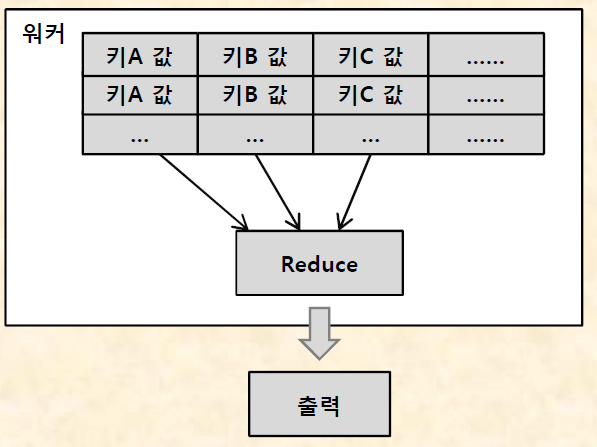 워커
키A 값 키B 값 키C 값 ......
키A 값 키B 값 키C 값 ......
... ... ... ......
Reduce
출력